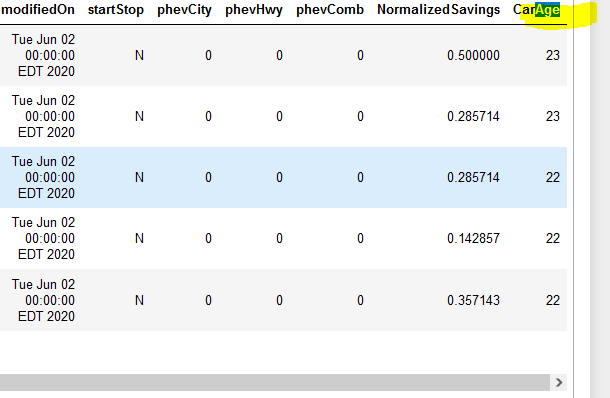 modifiedOn startStop phevCity phevHwy phevComb NormalizedSavings CarAge
Tue Jun 02
00:00:00 N 0 0 0 0.500000 23
EDT 2020
Tue Jun 02
00:00:00 N 0 0 0 0.285714 23
EDT 2020
Tue Jun 02
00:00:00 N 0 0 0 0.285714 22
EDT 2020
Tue Jun 02
00:00:00 N 0 0 0 0.142857 22
EDT 2020
Tue Jun 02
00:00:00 N 0 0 0 0.357143 22
EDT 2020